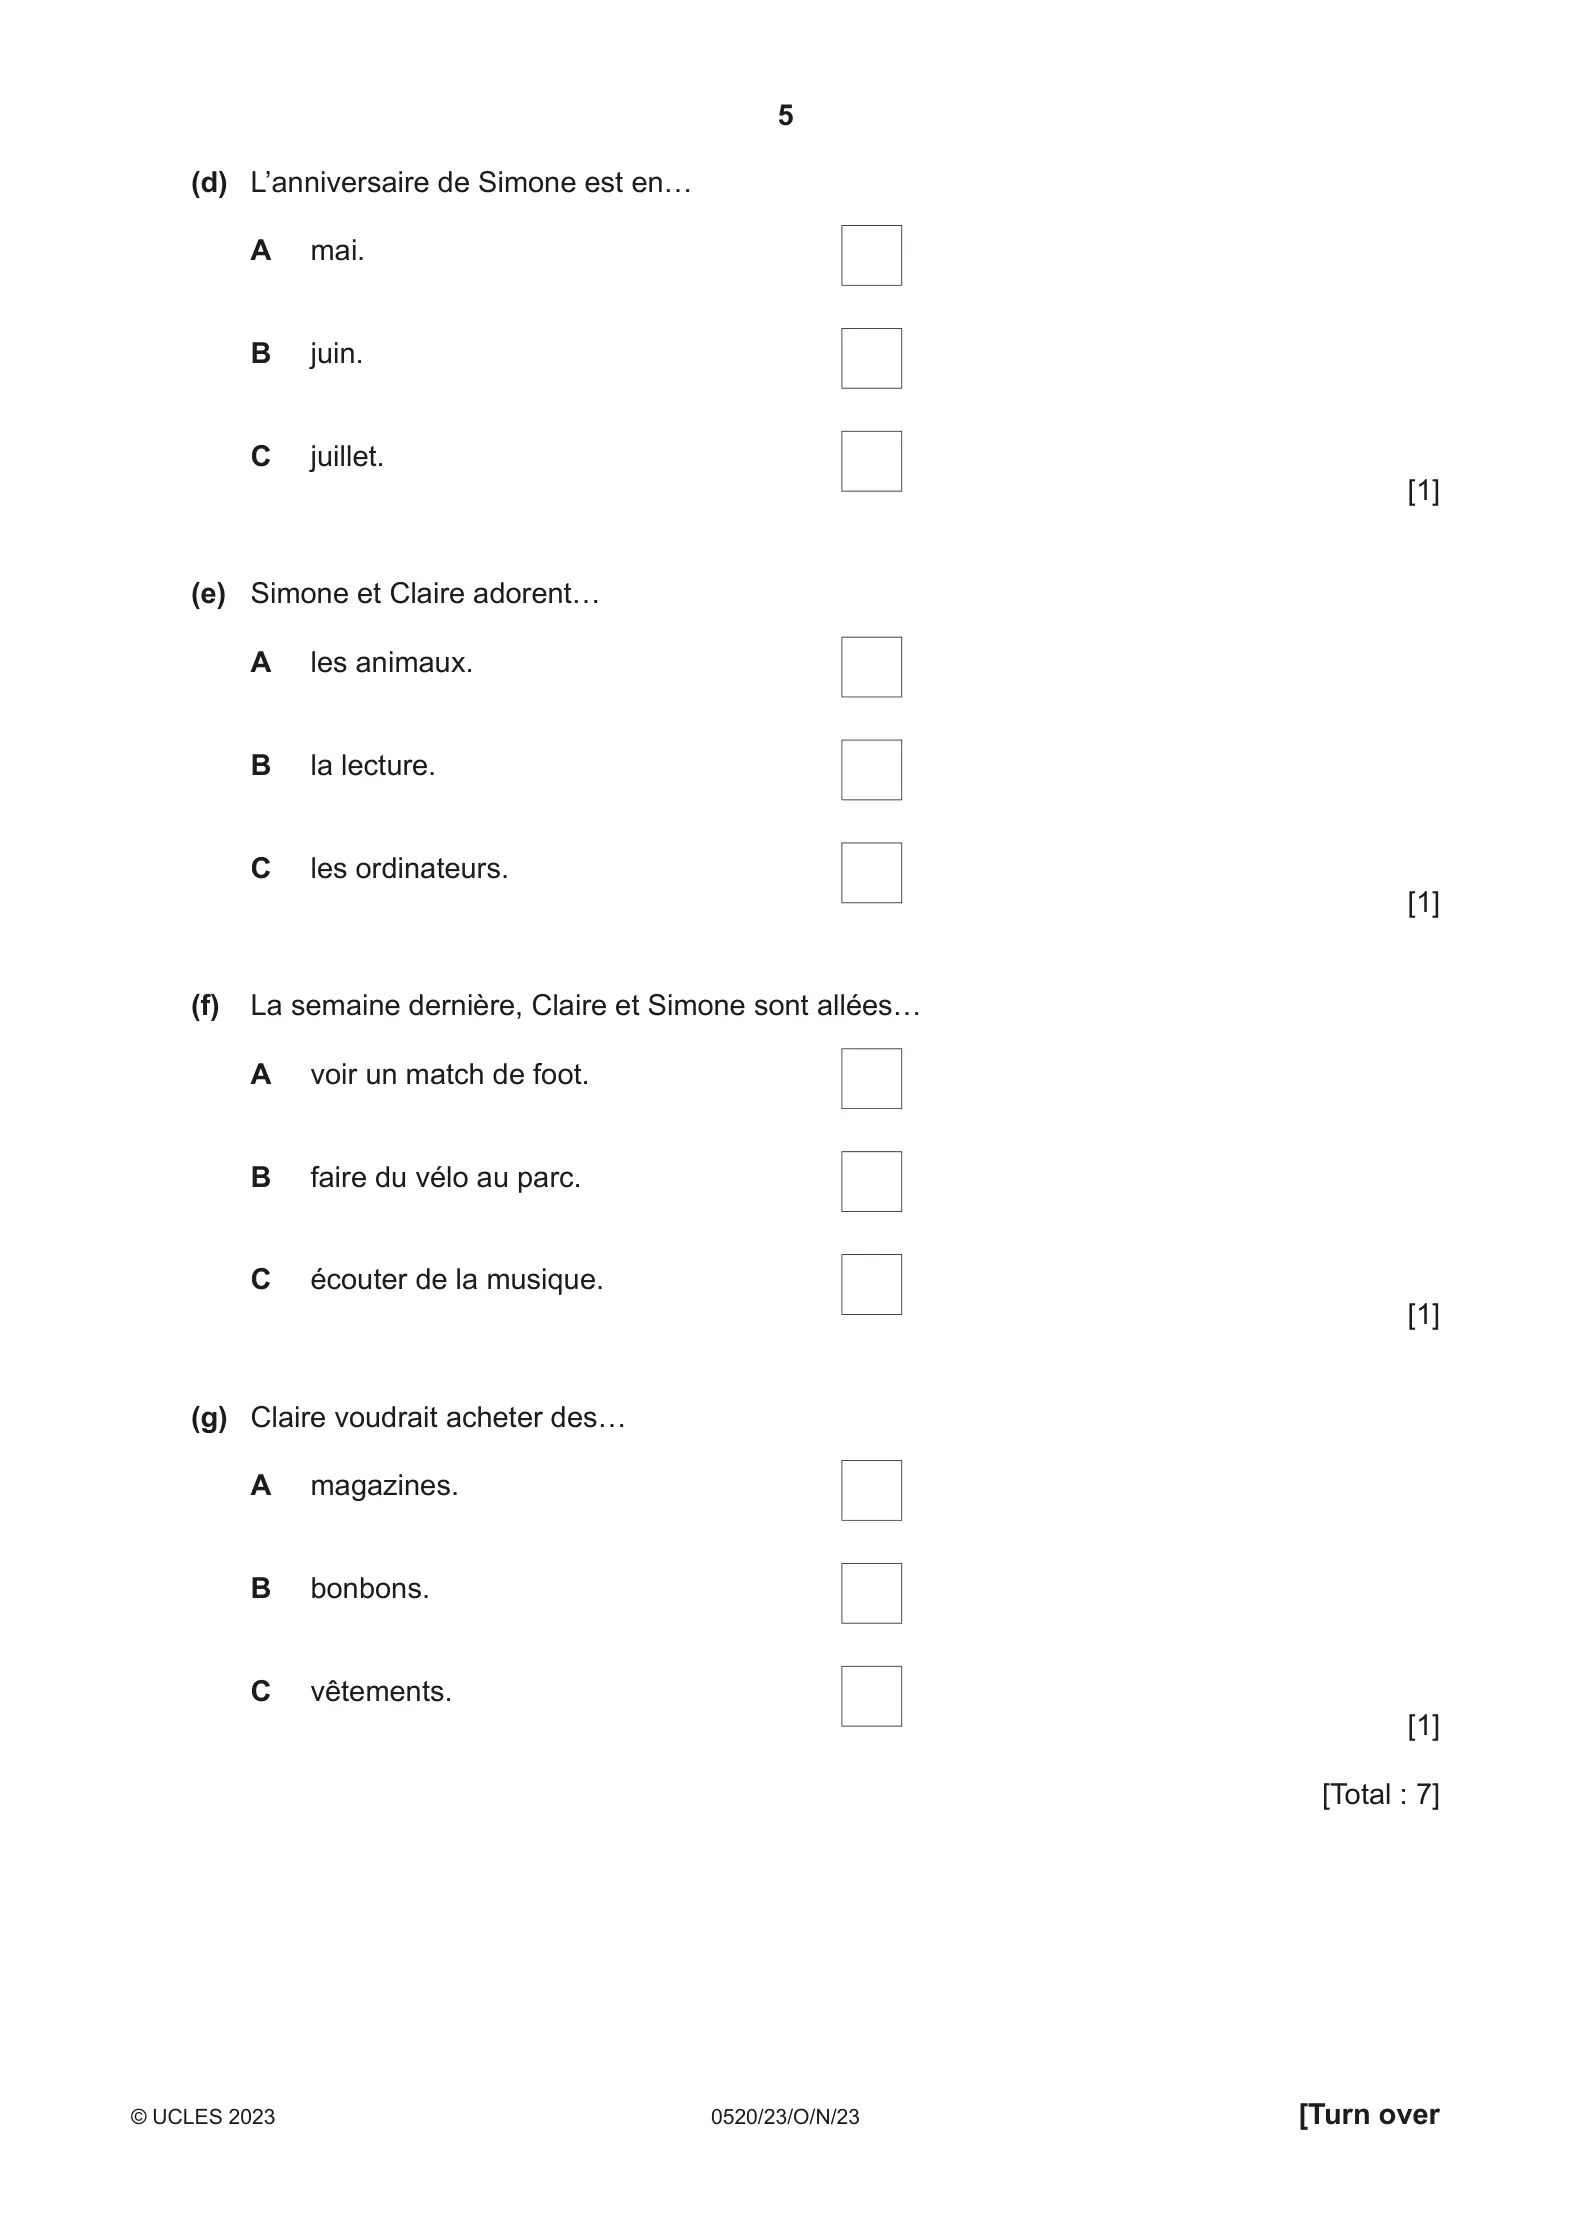 5
(d) L’anniversaire de Simone est en…
A mai.
B juin.
C juillet.
[1]
(e) Simone et Claire adorent…
A les animaux.
B la lecture.
C les ordinateurs.
[1]
(f) La semaine dernière, Claire et Simone sont allées…
A voir un match de foot.
B faire du vélo au parc.
C écouter de la musique.
[1]
(g) Claire voudrait acheter des…
A magazines.
B bonbons.
C vêtements.
[1]
[Total : 7]
© UCLES 2023 0520/23/O/N/23 [Turn over